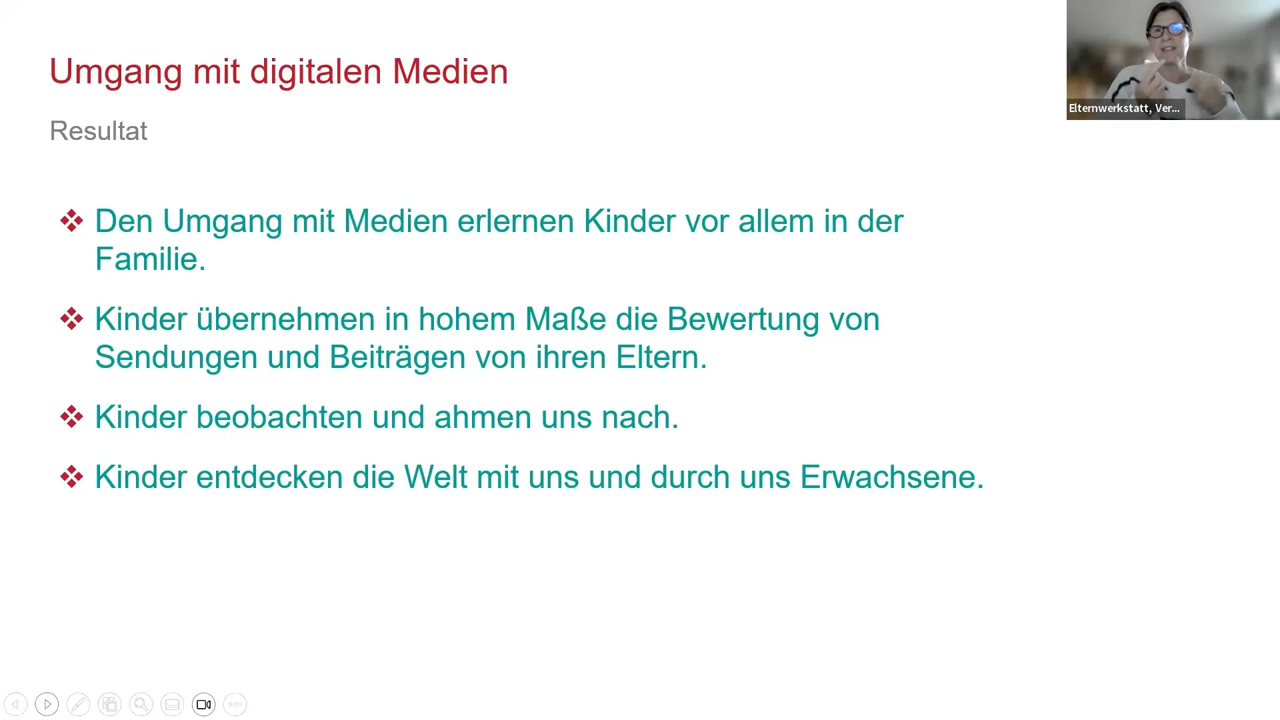 Umgang mit digitalen Medien
Resultat
Den Umgang mit Medien erlernen Kinder vor allem in der
Familie.
Kinder übernehmen in hohem Maße die Bewertung von
Sendungen und Beiträgen von ihren Eltern.
Kinder beobachten und ahmen uns nach.
Kinder entdecken die Welt mit uns und durch uns Erwachsene.
Elternwerkstatt, Ver...